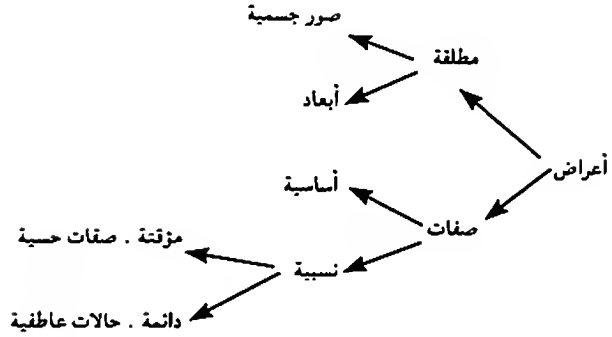 صور جسمية
مطلقة
أبعاد
أعراض
أساسية
صفات
مؤقتة . صفات حسية
نسبية
دائمة . حالات عاطفية